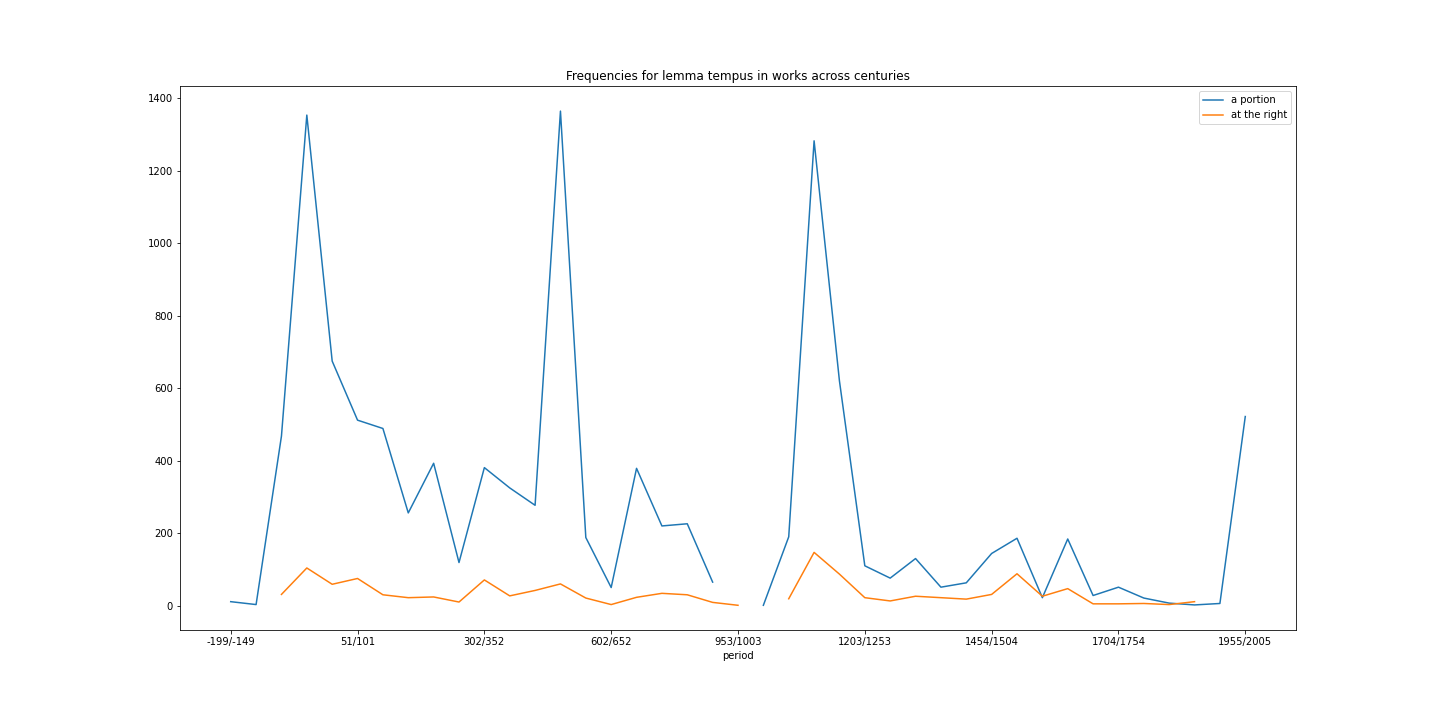 Frequencies for lemma tempus in works across centuries
a portion
at the right
1400
1200
1000
800
600
400
200
0
-199/-149 51/101 302/352 602/652 953/1003 1203/1253 1454/1504 1704/1754 1955/2005
period